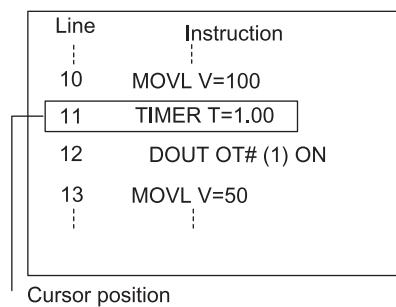 Line Instruction
10 MOVL V=100
11 TIMER T=1.00
12 DOUT OT# (1) ON
13 MOVL V=50
Cursor position